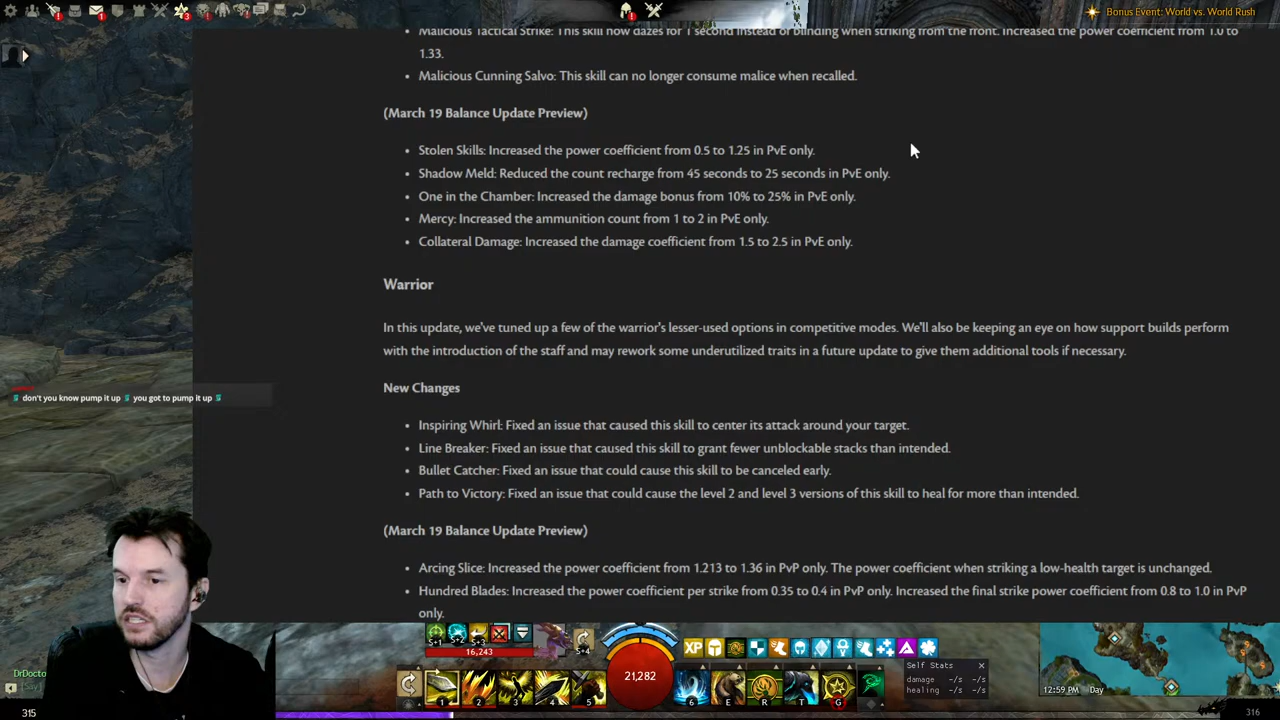 Bonus Event: World vs. World Rush
Malicious Tactical Strike: This skill now dazes for 1 second instead of blinding when striking from the front. Increased the power coefficient from 1.0 to
1.33.
Malicious Cunning Salvo: This skill can no longer consume malice when recalled.
(March 19 Balance Update Preview)
Stolen Skills: Increased the power coefficient from 0.5 to 1.25 in PvE only.
Shadow Meld: Reduced the count recharge from 45 seconds to 25 seconds in PvE only.
One in the Chamber: Increased the damage bonus from 10% to 25% in PvE only.
Mercy: Increased the ammunition count from 1 to 2 in PvE only.
Collateral Damage: Increased the damage coefficient from 1.5 to 2.5 in PvE only.
Warrior
In this update, we've tuned up a few of the warrior's lesser-used options in competitive modes. We'll also be keeping an eye on how support builds perform
with the introduction of the staff and may rework some underutilized traits in a future update to give them additional tools if necessary.
New Changes
don't you know pump it up you got to pump it up
Inspiring Whirl: Fixed an issue that caused this skill to center its attack around your target.
Line Breaker: Fixed an issue that caused this skill to grant fewer unblockable stacks than intended.
Bullet Catcher: Fixed an issue that could cause this skill to be canceled early.
Path to Victory: Fixed an issue that could cause the level 2 and level 3 versions of this skill to heal for more than intended.
(March 19 Balance Update Preview)
Arcing Slice: Increased the power coefficient from 1.213 to 1.36 in PvP only. The power coefficient when striking a low-health target is unchanged.
Hundred Blades: Increased the power coefficient per strike from 0.35 to 0.4 in PvP only. Increased the final strike power coefficient from 0.8 to 1.0 in PvP
only.
S+1 S+2 S+3 S+4
16,243
XP
21,282
Self Stats
damage -/s -/s
healing -/s -/s
1 2 3 4 5 6 E R T G
DrDocto
[Say]
12:59 PM Day
315
316